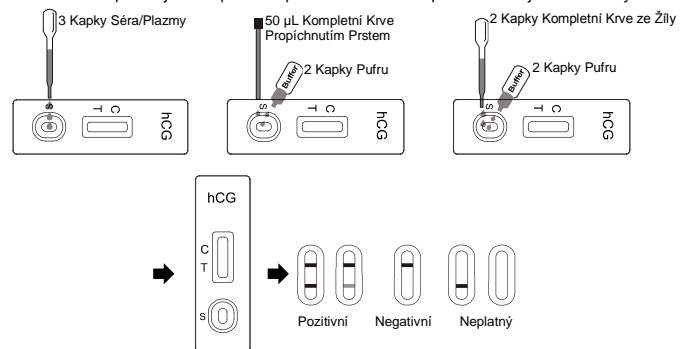 3 Kapky Séra/Plazmy
50 µL Kompletní Krve
Propíchnutím Prstem
2 Kapky Kompletní Krve ze Žíly
Buffer
2 Kapky Pufru
Buffer
2 Kapky Pufru
S
T C
hCG
S
T C
hCG
S
T C
hCG
hCG
C
T
S
Pozitivní
Negativní
Neplatný